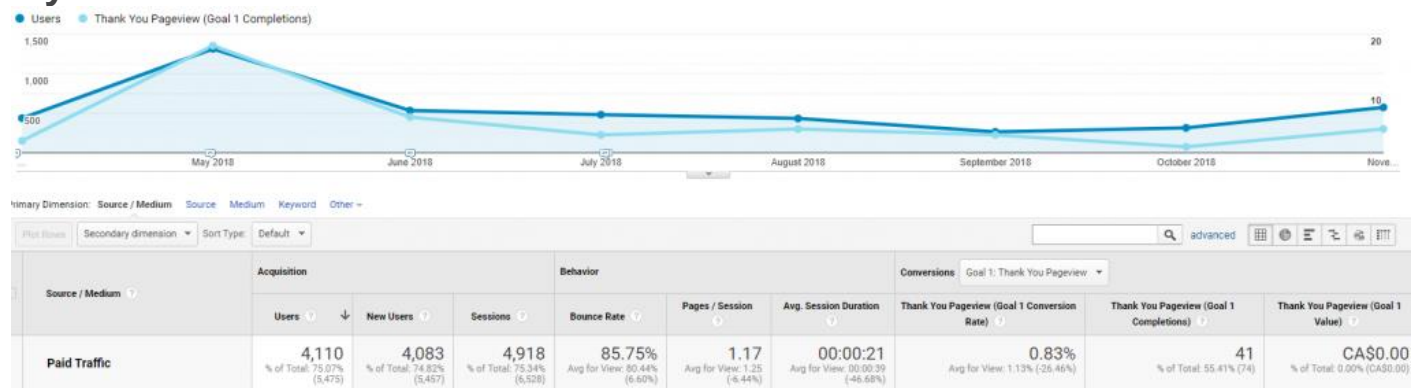 Users Thank You Pageview (Goal 1 Completions)
1,500 20
1,000
10
500
... May 2018 June 2018 July 2018 August 2018 September 2018 October 2018 Nove...
Primary Dimension: Source / Medium Source Medium Keyword Other
Plot Rows Secondary dimension Sort Type: Default advanced
Acquisition Behavior Conversions Goal 1: Thank You Pageview
Source / Medium
Users New Users Sessions Bounce Rate Pages / Session Avg. Session Duration Thank You Pageview (Goal 1 Conversion Rate) Thank You Pageview (Goal 1 Completions) Thank You Pageview (Goal 1 Value)
Paid Traffic 4,110 4,083 4,918 85.75% 1.17 00:00:21 0.83% 41 CA$0.00
% of Total: 75.07% % of Total: 74.82% % of Total: 75.34% Avg for View: 80.44% Avg for View: 1.25 Avg for View: 00:00:39 Avg for View: 1.13% (-26.46%) % of Total: 55.41% (74) % of Total: 0.00% (CA$0.00)
(5,475) (5,457) (6,528) (6.60%) (-6.44%) (-46.68%)